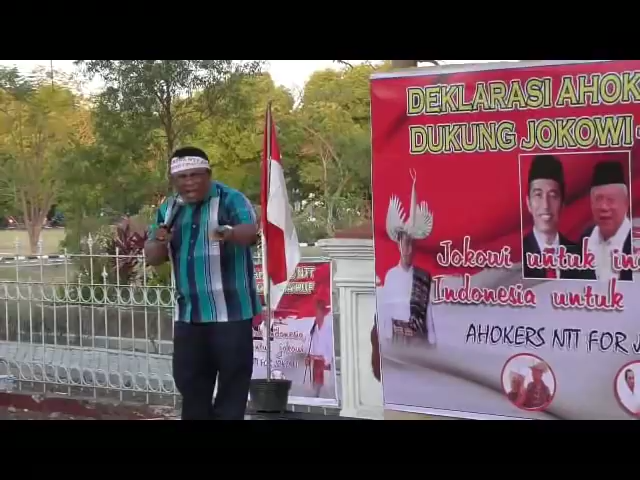 DEKLARASI AHOK
DUKUNG JOKOWI
Jokowi untuk
Indonesia untuk
AHOKERS NTT FOR